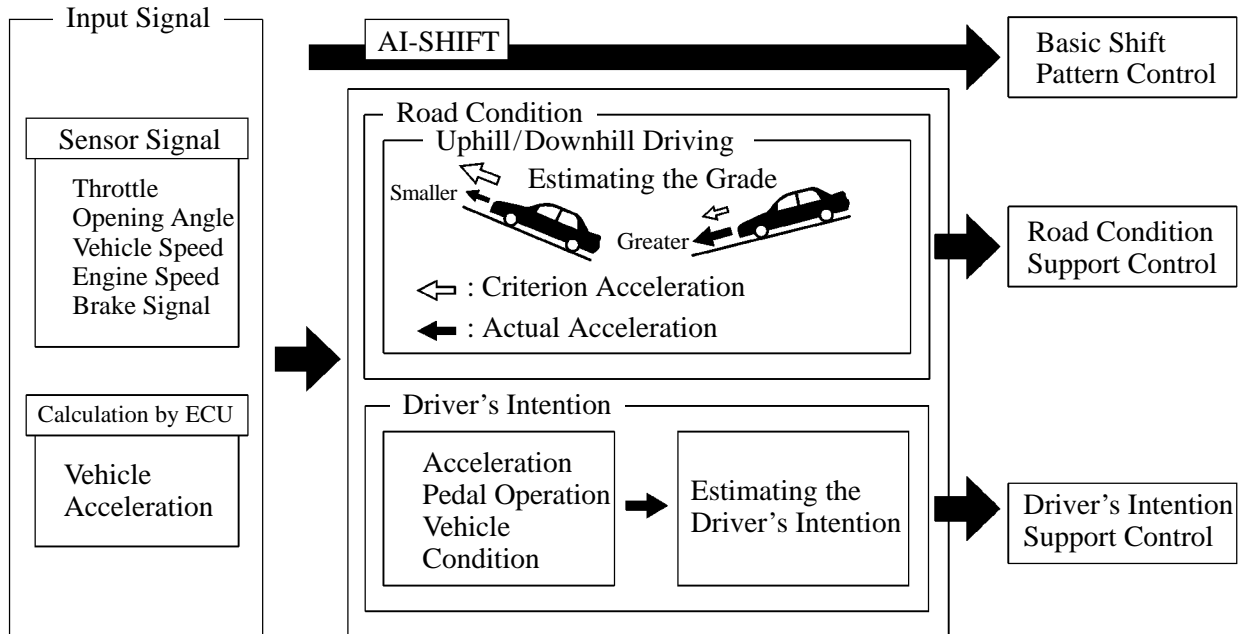 Input Signal
Sensor Signal
Throttle
Opening Angle
Vehicle Speed
Engine Speed
Brake Signal
Calculation by ECU
Vehicle
Acceleration
AI-SHIFT
Road Condition
Uphill/Downhill Driving
Estimating the Grade
Smaller
Greater
: Criterion Acceleration
: Actual Acceleration
Driver's Intention
Acceleration
Pedal Operation
Vehicle
Condition
Estimating the
Driver's Intention
Basic Shift
Pattern Control
Road Condition
Support Control
Driver's Intention
Support Control